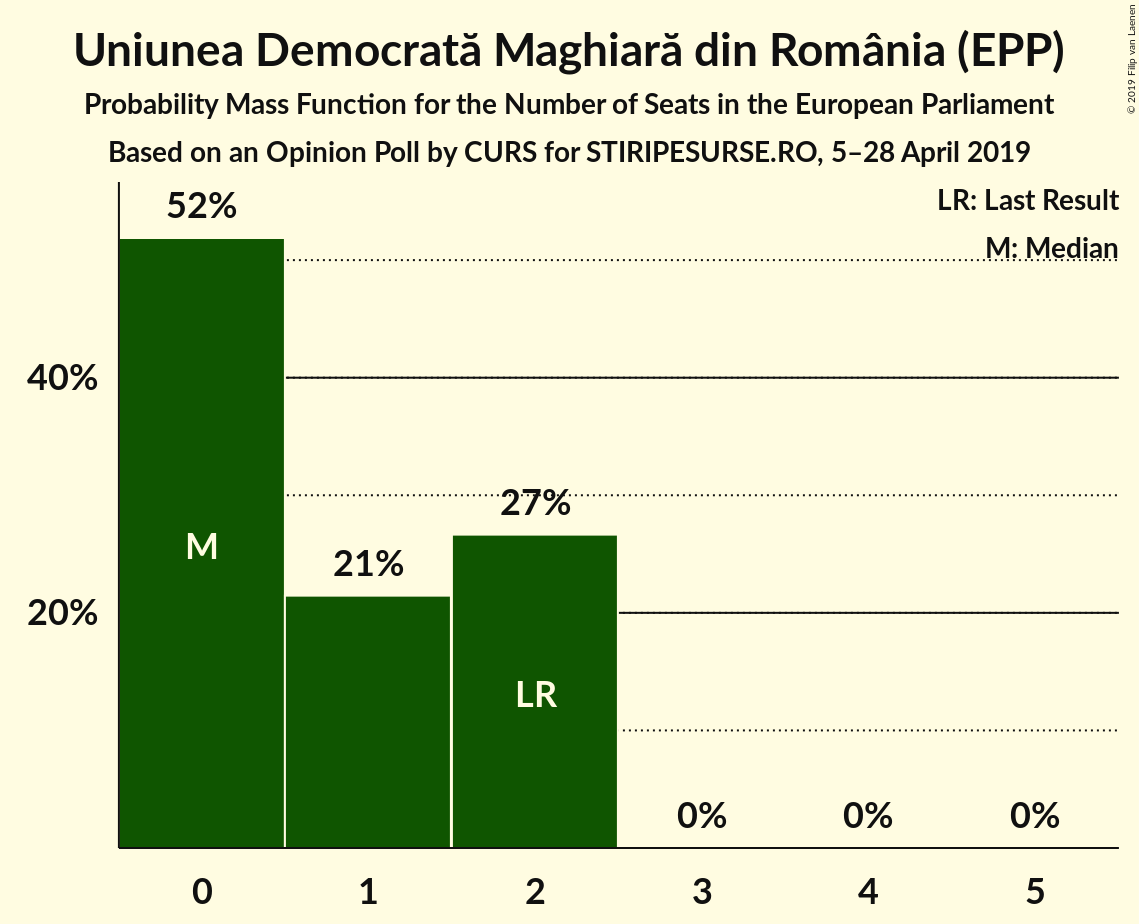 Uniunea Democrată Maghiară din România (EPP)
Probability Mass Function for the Number of Seats in the European Parliament
Based on an Opinion Poll by CURS for STIRIPESURSE.RO, 5–28 April 2019
© 2019 Filip van Laenen
LR: Last Result
M: Median
52%
40%
27%
M
21%
20%
LR
0% 0% 0%
0 1 2 3 4 5